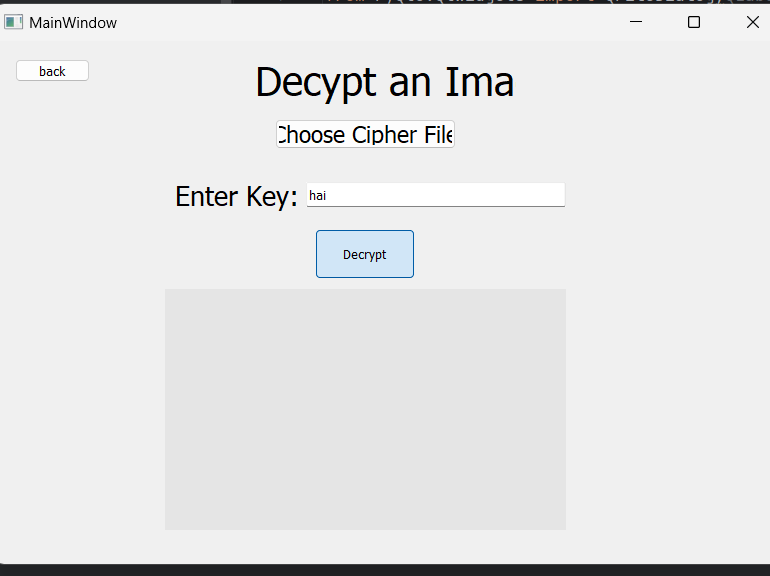 MainWindow
back
Decypt an Ima
Choose Cipher File
Enter Key: hai
Decrypt